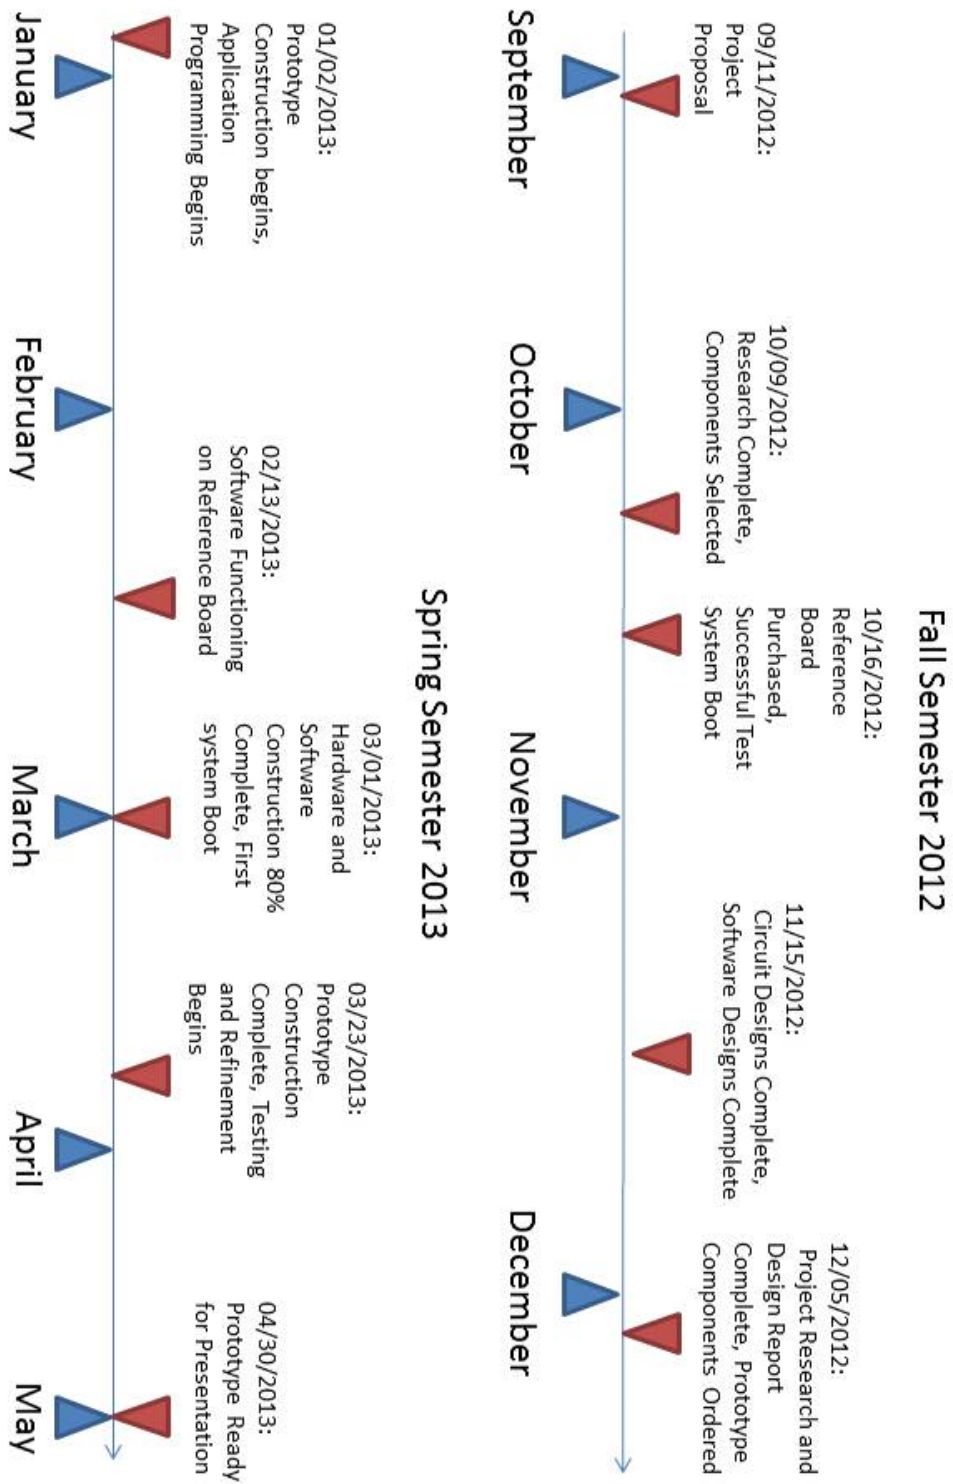 Fall Semester 2012
09/11/2012:
Project
Proposal
10/09/2012:
Research Complete,
Components Selected
10/16/2012:
Reference
Board
Purchased,
Successful Test
System Boot
11/15/2012:
Circuit Designs Complete,
Software Designs Complete
12/05/2012:
Project Research and
Design Report
Complete, Prototype
Components Ordered
September
October
November
December
Spring Semester 2013
01/02/2013:
Prototype
Construction begins,
Application
Programming Begins
02/13/2013:
Software Functioning
on Reference Board
03/01/2013:
Hardware and
Software
Construction 80%
Complete, First
system Boot
03/23/2013:
Prototype
Construction
Complete, Testing
and Refinement
Begins
04/30/2013:
Prototype Ready
for Presentation
January
February
March
April
May